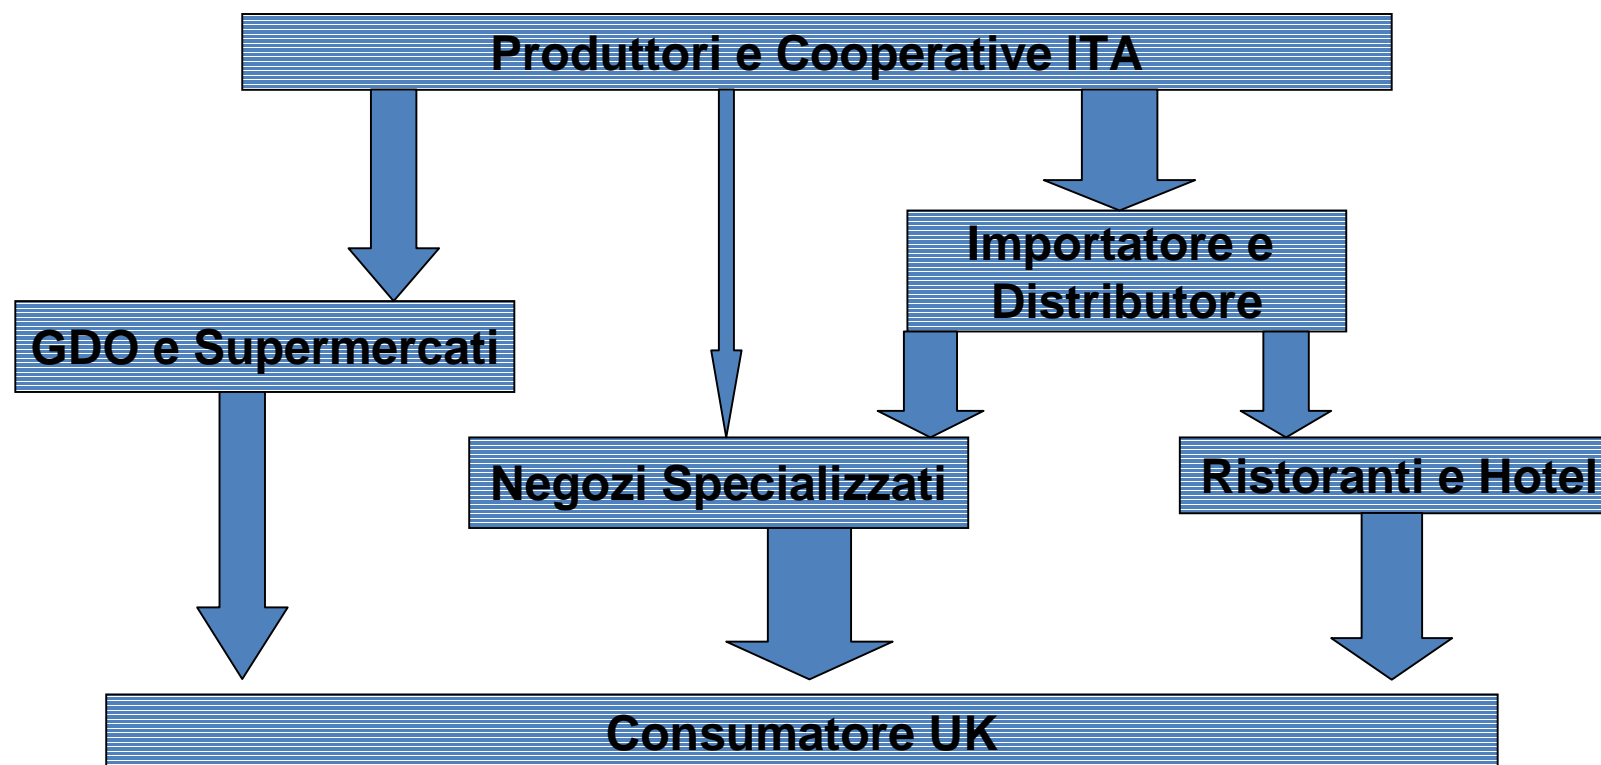 Produttori e Cooperative ITA
Importatore e
Distributore
GDO e Supermercati
Negozi Specializzati
Ristoranti e Hotel
Consumatore UK